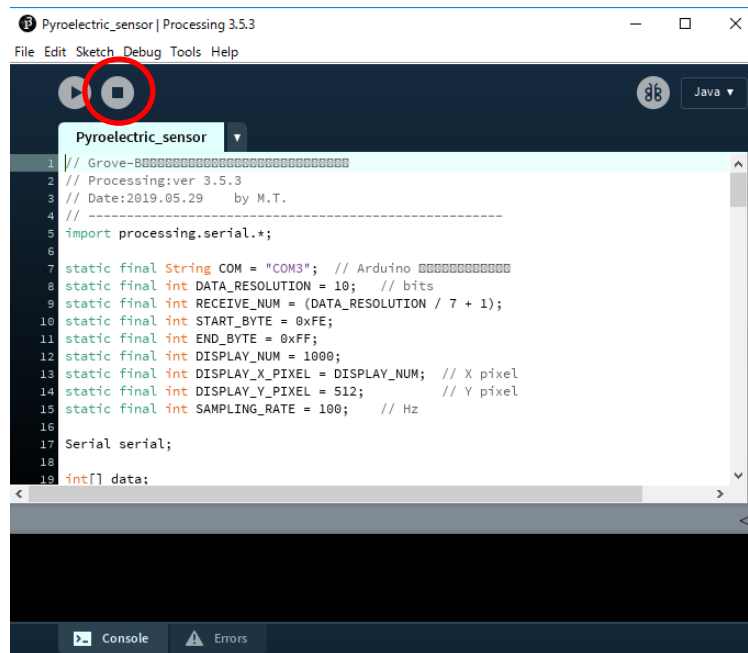 Pyroelectric_sensor | Processing 3.5.3
File Edit Sketch Debug Tools Help
Java ▼
Pyroelectric_sensor ▼
1 // Grove-B
2 // Processing:ver 3.5.3
3 // Date:2019.05.29    by M.T.
4 // ------------------------------------------------------
5 import processing.serial.*;
6
7 static final String COM = "COM3";  // Arduino
8 static final int DATA_RESOLUTION = 10;   // bits
9 static final int RECEIVE_NUM = (DATA_RESOLUTION / 7 + 1);
10 static final int START_BYTE = 0xFE;
11 static final int END_BYTE = 0xFF;
12 static final int DISPLAY_NUM = 1000;
13 static final int DISPLAY_X_PIXEL = DISPLAY_NUM;  // X pixel
14 static final int DISPLAY_Y_PIXEL = 512;          // Y pixel
15 static final int SAMPLING_RATE = 100;    // Hz
16
17 Serial serial;
18
19 int[] data;
Console Errors